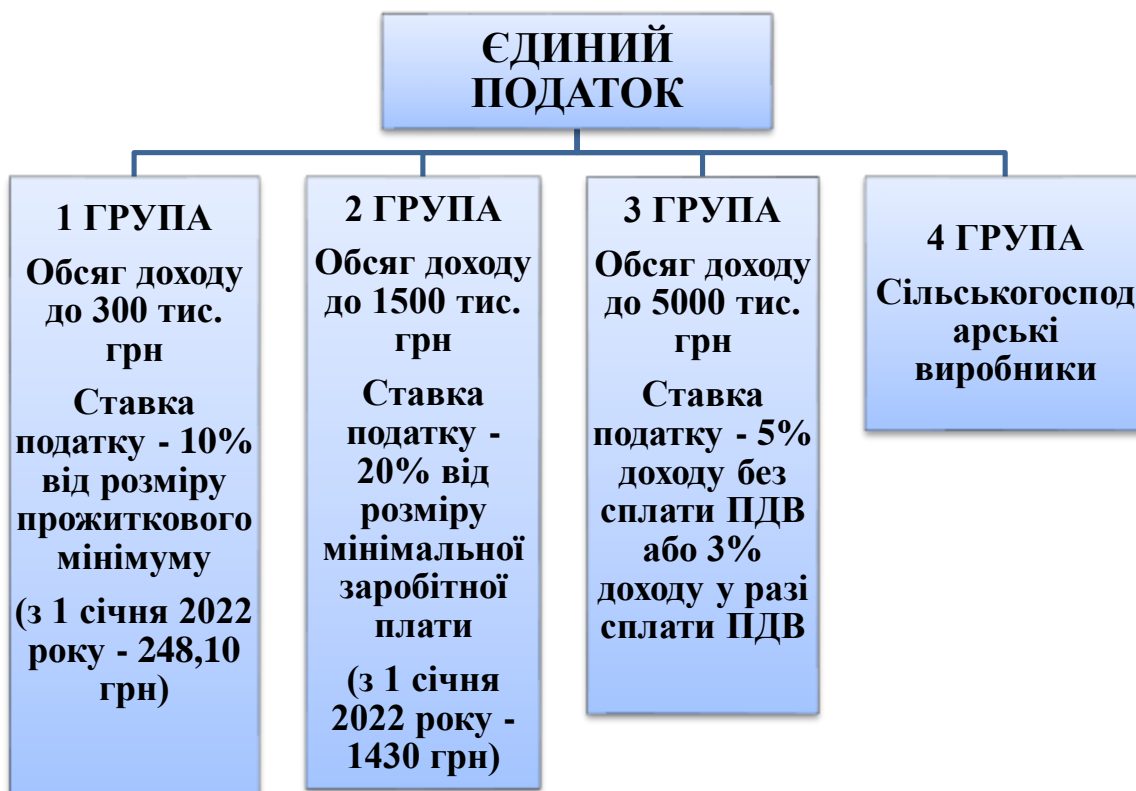 ЄДИНИЙ
ПОДАТОК
1 ГРУПА
Обсяг доходу
до 300 тис.
грн
Ставка
податку - 10%
від розміру
прожиткового
мінімуму
(з 1 січня 2022
року - 248,10
грн)
2 ГРУПА
Обсяг доходу
до 1500 тис.
грн
Ставка
податку -
20% від
розміру
мінімальної
заробітної
плати
(з 1 січня
2022 року -
1430 грн)
3 ГРУПА
Обсяг доходу
до 5000 тис.
грн
Ставка
податку - 5%
доходу без
сплати ПДВ
або 3%
доходу у разі
сплати ПДВ
4 ГРУПА
Сільськогоспод
арські
виробники